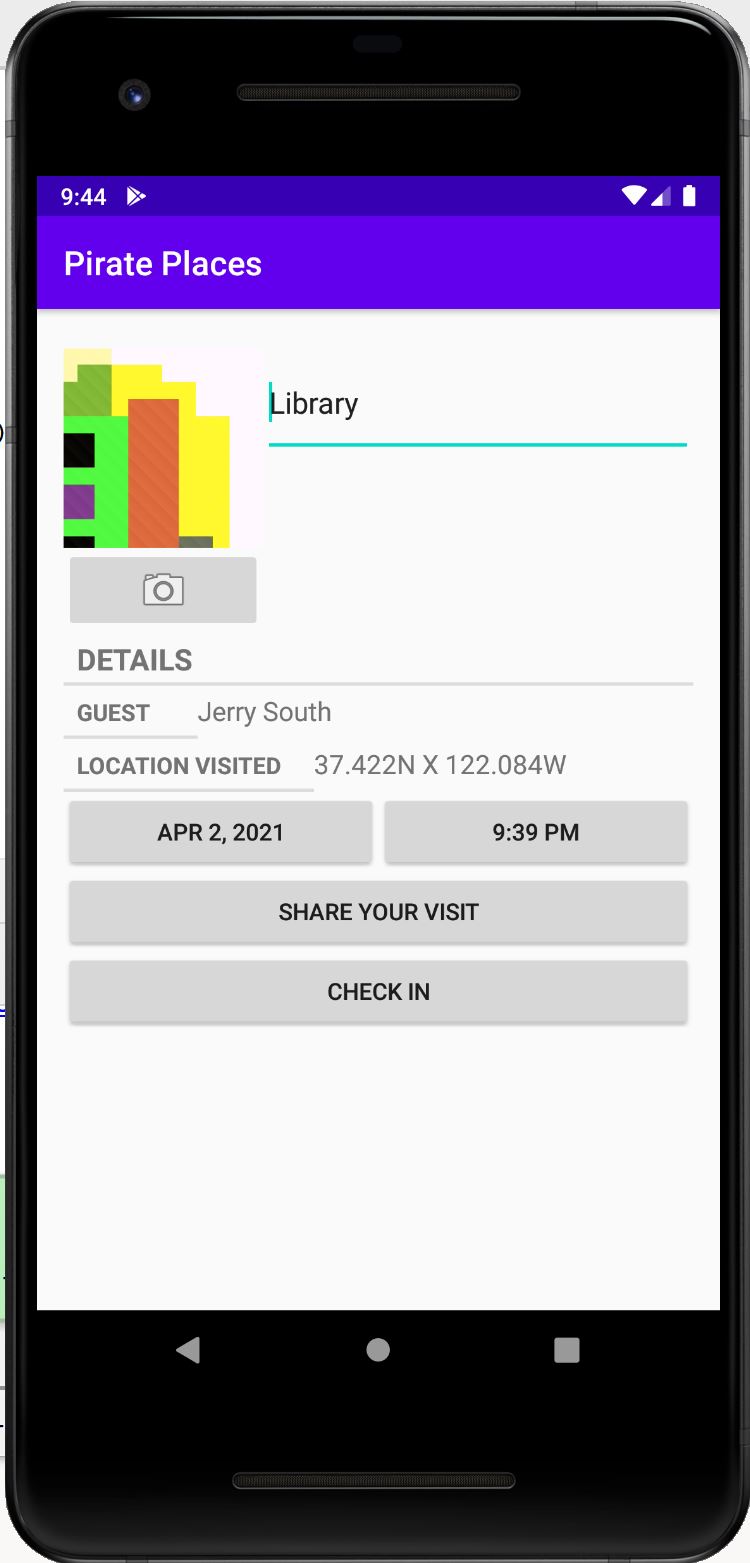 9:44
Pirate Places
Library
DETAILS
GUEST Jerry South
LOCATION VISITED 37.422N X 122.084W
APR 2, 2021 9:39 PM
SHARE YOUR VISIT
CHECK IN